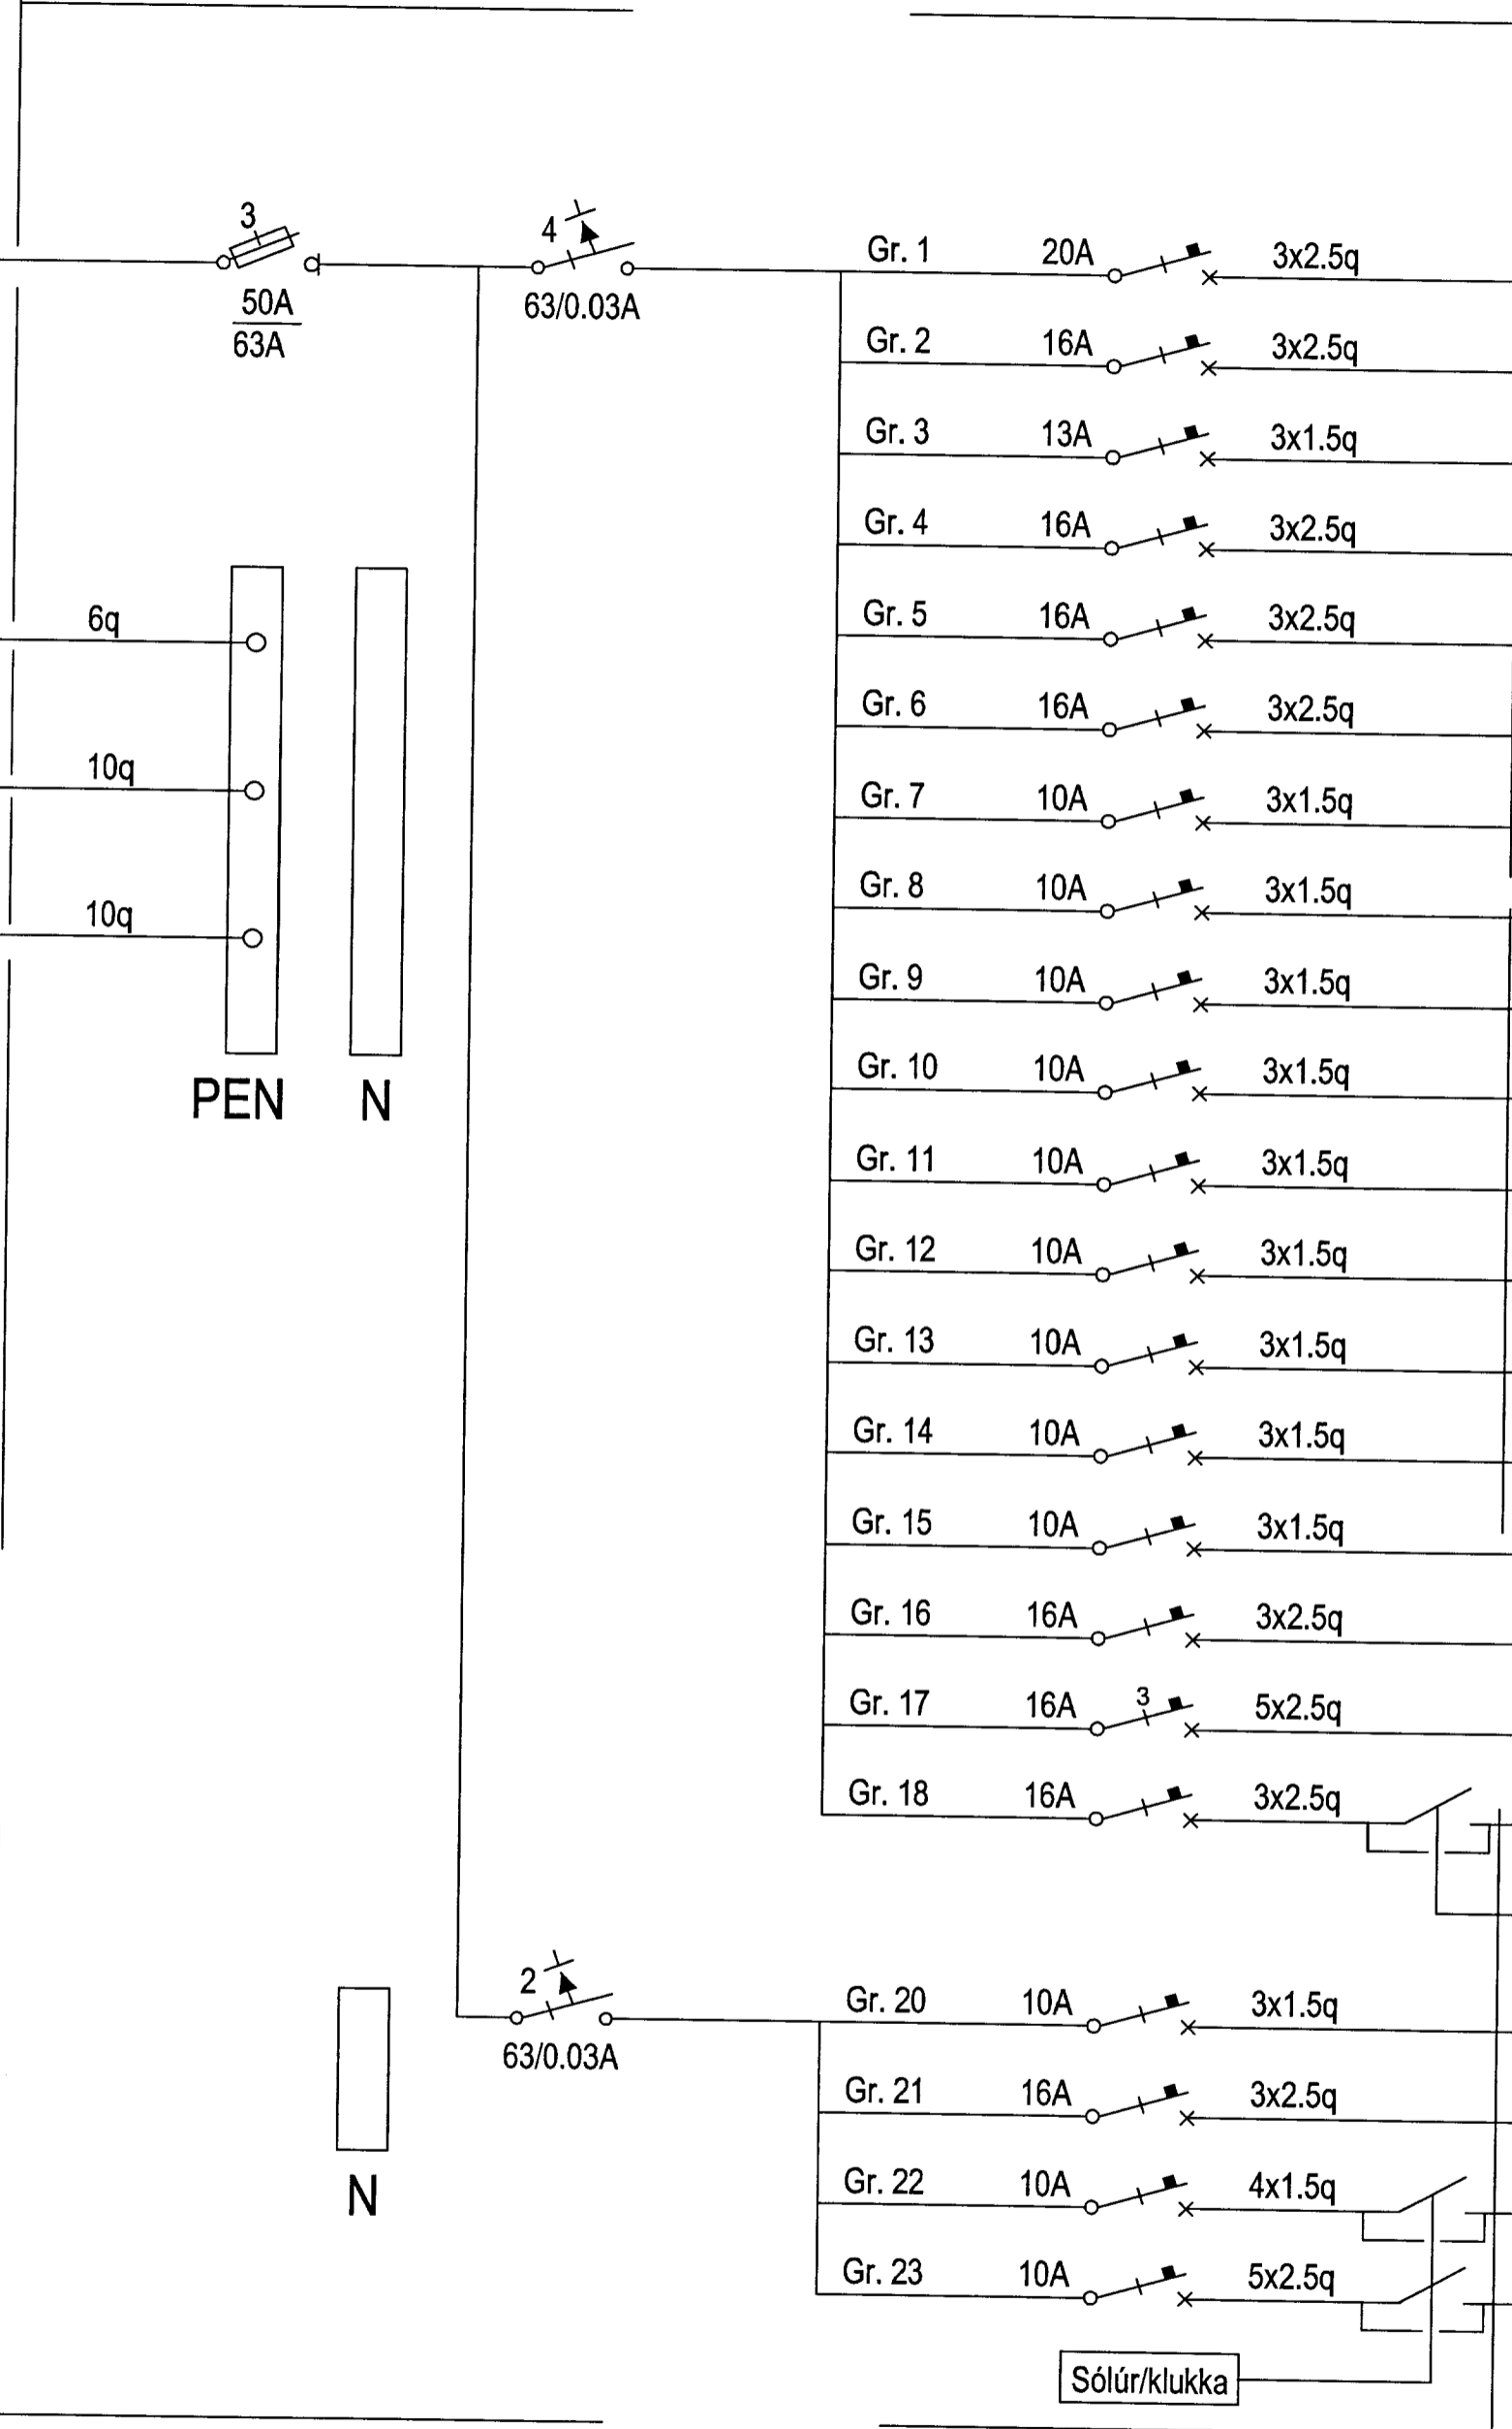 3
50A
63A
4
63/0.03A
Gr. 1 20A 3x2.5q
Gr. 2 16A 3x2.5q
Gr. 3 13A 3x1.5q
Gr. 4 16A 3x2.5q
Gr. 5 16A 3x2.5q
Gr. 6 16A 3x2.5q
Gr. 7 10A 3x1.5q
Gr. 8 10A 3x1.5q
Gr. 9 10A 3x1.5q
Gr. 10 10A 3x1.5q
Gr. 11 10A 3x1.5q
Gr. 12 10A 3x1.5q
Gr. 13 10A 3x1.5q
Gr. 14 10A 3x1.5q
Gr. 15 10A 3x1.5q
Gr. 16 16A 3x2.5q
Gr. 17 16A 3 5x2.5q
Gr. 18 16A 3x2.5q
6q
10q
10q
PEN N
2
63/0.03A
N
Gr. 20 10A 3x1.5q
Gr. 21 16A 3x2.5q
Gr. 22 10A 4x1.5q
Gr. 23 10A 5x2.5q
Sólúr/klukka